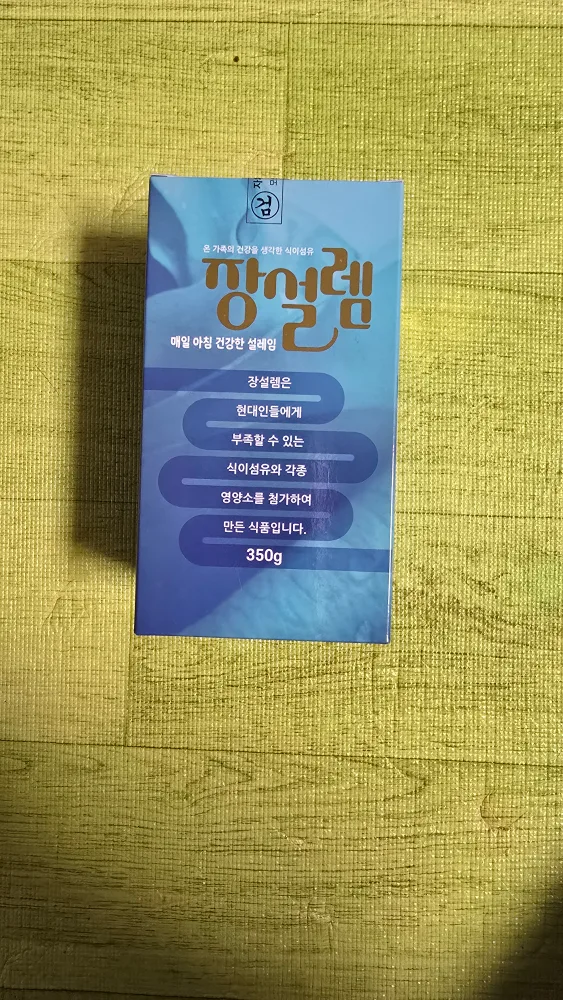 검
온 가족의 건강을 생각한 식이섬유
장설렘
매일 아침 건강한 설레임
장설렘은
현대인들에게
부족할 수 있는
식이섬유와 각종
영양소를 첨가하여
만든 식품입니다.
350g